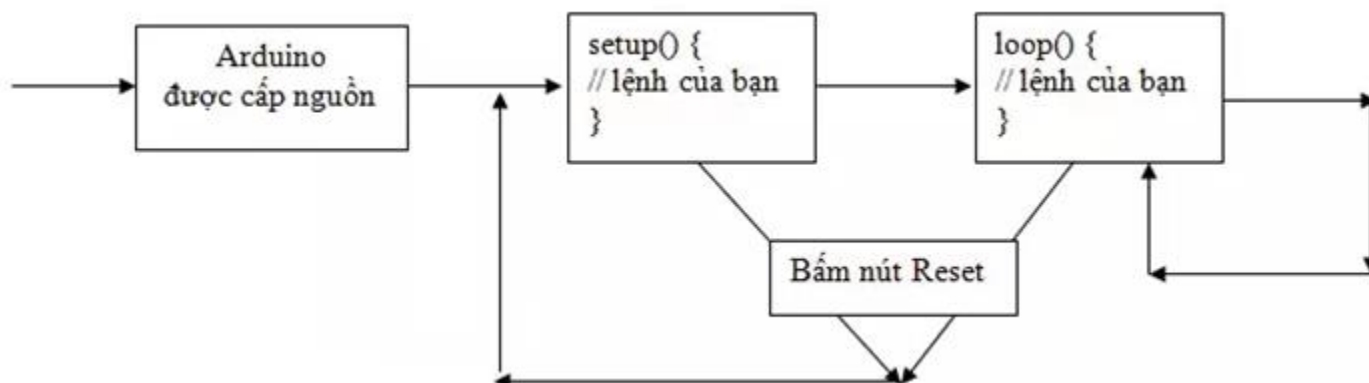 Arduino
được cấp nguồn
setup() {
// lệnh của bạn
}
loop() {
// lệnh của bạn
}
Bấm nút Reset